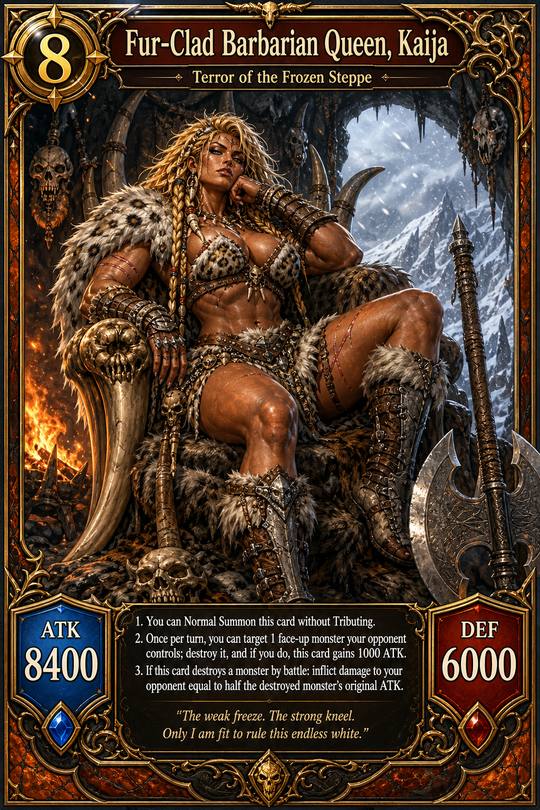 8
Fur-Clad Barbarian Queen, Kaija
Terror of the Frozen Steppe
1. You can Normal Summon this card without Tributing.
2. Once per turn, you can target 1 face-up monster your opponent
controls; destroy it, and if you do, this card gains 1000 ATK.
3. If this card destroys a monster by battle: inflict damage to your
opponent equal to half the destroyed monster's original ATK.
"The weak freeze. The strong kneel.
Only I am fit to rule this endless white."
ATK
8400
DEF
6000